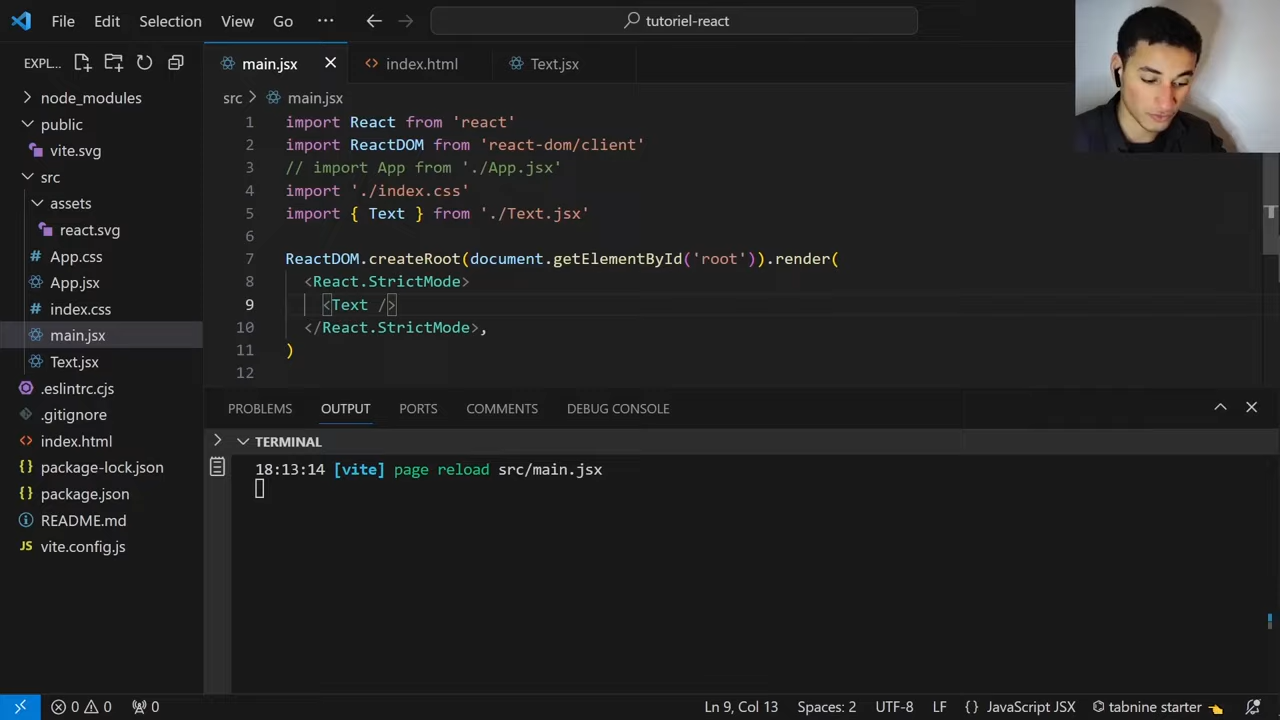 File Edit Selection View Go ··· tutoriel-react
EXPL... main.jsx index.html Text.jsx
node_modules
public
vite.svg
src
assets
react.svg
App.css
App.jsx
index.css
main.jsx
Text.jsx
.eslintrc.cjs
.gitignore
index.html
package-lock.json
package.json
README.md
vite.config.js
src > main.jsx
1 import React from 'react'
2 import ReactDOM from 'react-dom/client'
3 // import App from './App.jsx'
4 import './index.css'
5 import { Text } from './Text.jsx'
6
7 ReactDOM.createRoot(document.getElementById('root')).render(
8 <React.StrictMode>
9 <Text />
10 </React.StrictMode>,
11 )
12
PROBLEMS OUTPUT PORTS COMMENTS DEBUG CONSOLE
TERMINAL
18:13:14 [vite] page reload src/main.jsx
0 0 0 Ln 9, Col 13 Spaces: 2 UTF-8 LF {} JavaScript JSX tabnine starter